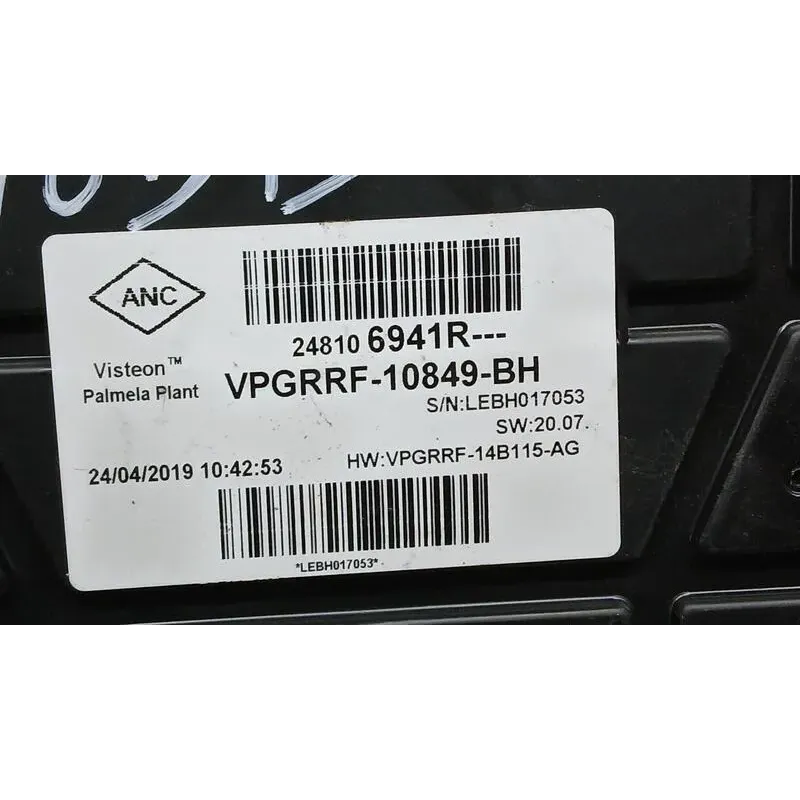 ANC
Visteon™
Palmela Plant
24810 6941R---
VPGRRF-10849-BH
S/N:LEBH017053
SW:20.07.
24/04/2019 10:42:53
HW:VPGRRF-14B115-AG
*LEBH017053*